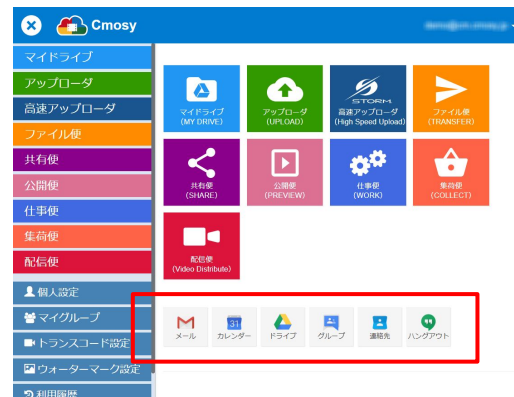 Cmosy
マイドライブ
アップローダ
高速アップローダ
ファイル便
共有便
公開便
仕事便
集荷便
配信便
個人設定
マイグループ
トランスコード設定
ウォーターマーク設定
利用履歴
マイドライブ
(MY DRIVE)
アップローダ
(UPLOAD)
STORM
高速アップローダ
(High Speed Upload)
ファイル便
(TRANSFER)
共有便
(SHARE)
公開便
(PREVIEW)
仕事便
(WORK)
集荷便
(COLLECT)
配信便
(Video Distribute)
メール
31
カレンダー
ドライブ
グループ
連絡先
ハングアウト